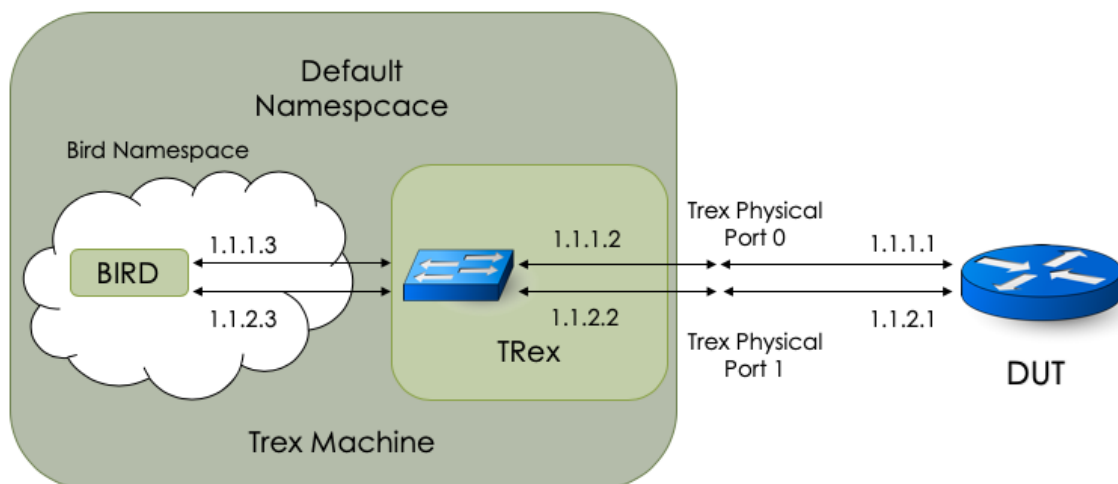 Default
Namespcace
Bird Namespace
Trex Physical
Port 0
1.1.1.3
1.1.1.2
1.1.1.1
BIRD
1.1.2.3
1.1.2.2
1.1.2.1
TRex
Trex Physical
Port 1
DUT
Trex Machine